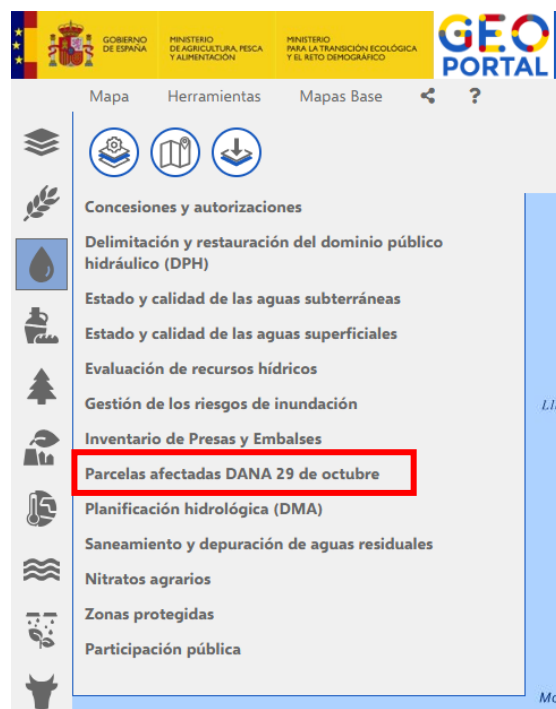 GOBIERNO
DE ESPAÑA
MINISTERIO
DE AGRICULTURA, PESCA
Y ALIMENTACIÓN
MINISTERIO
PARA LA TRANSICIÓN ECOLÓGICA
Y EL RETO DEMOGRÁFICO
GEO
PORTAL
Mapa Herramientas Mapas Base ?
Concesiones y autorizaciones
Delimitación y restauración del dominio público
hidráulico (DPH)
Estado y calidad de las aguas subterráneas
Estado y calidad de las aguas superficiales
Evaluación de recursos hídricos
Gestión de los riesgos de inundación
Inventario de Presas y Embalses
Parcelas afectadas DANA 29 de octubre
Planificación hidrológica (DMA)
Saneamiento y depuración de aguas residuales
Nitratos agrarios
Zonas protegidas
Participación pública